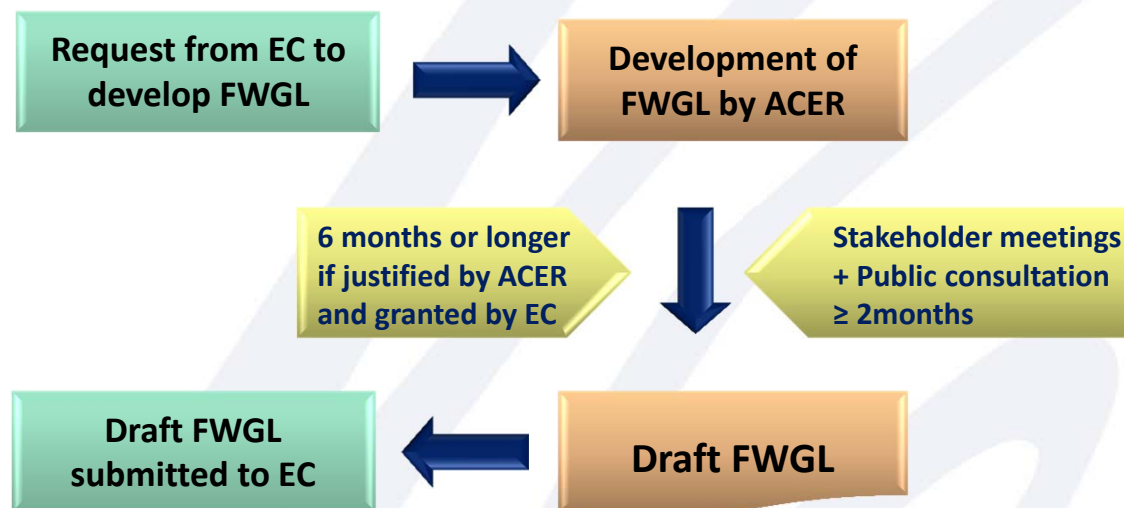 Request from EC to
develop FWGL
Development of
FWGL by ACER
6 months or longer
if justified by ACER
and granted by EC
Stakeholder meetings
+ Public consultation
≥ 2months
Draft FWGL
submitted to EC
Draft FWGL